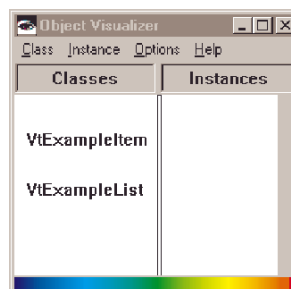 Object Visualizer
Class Instance Options Help
Classes Instances
VtExampleItem
VtExampleList